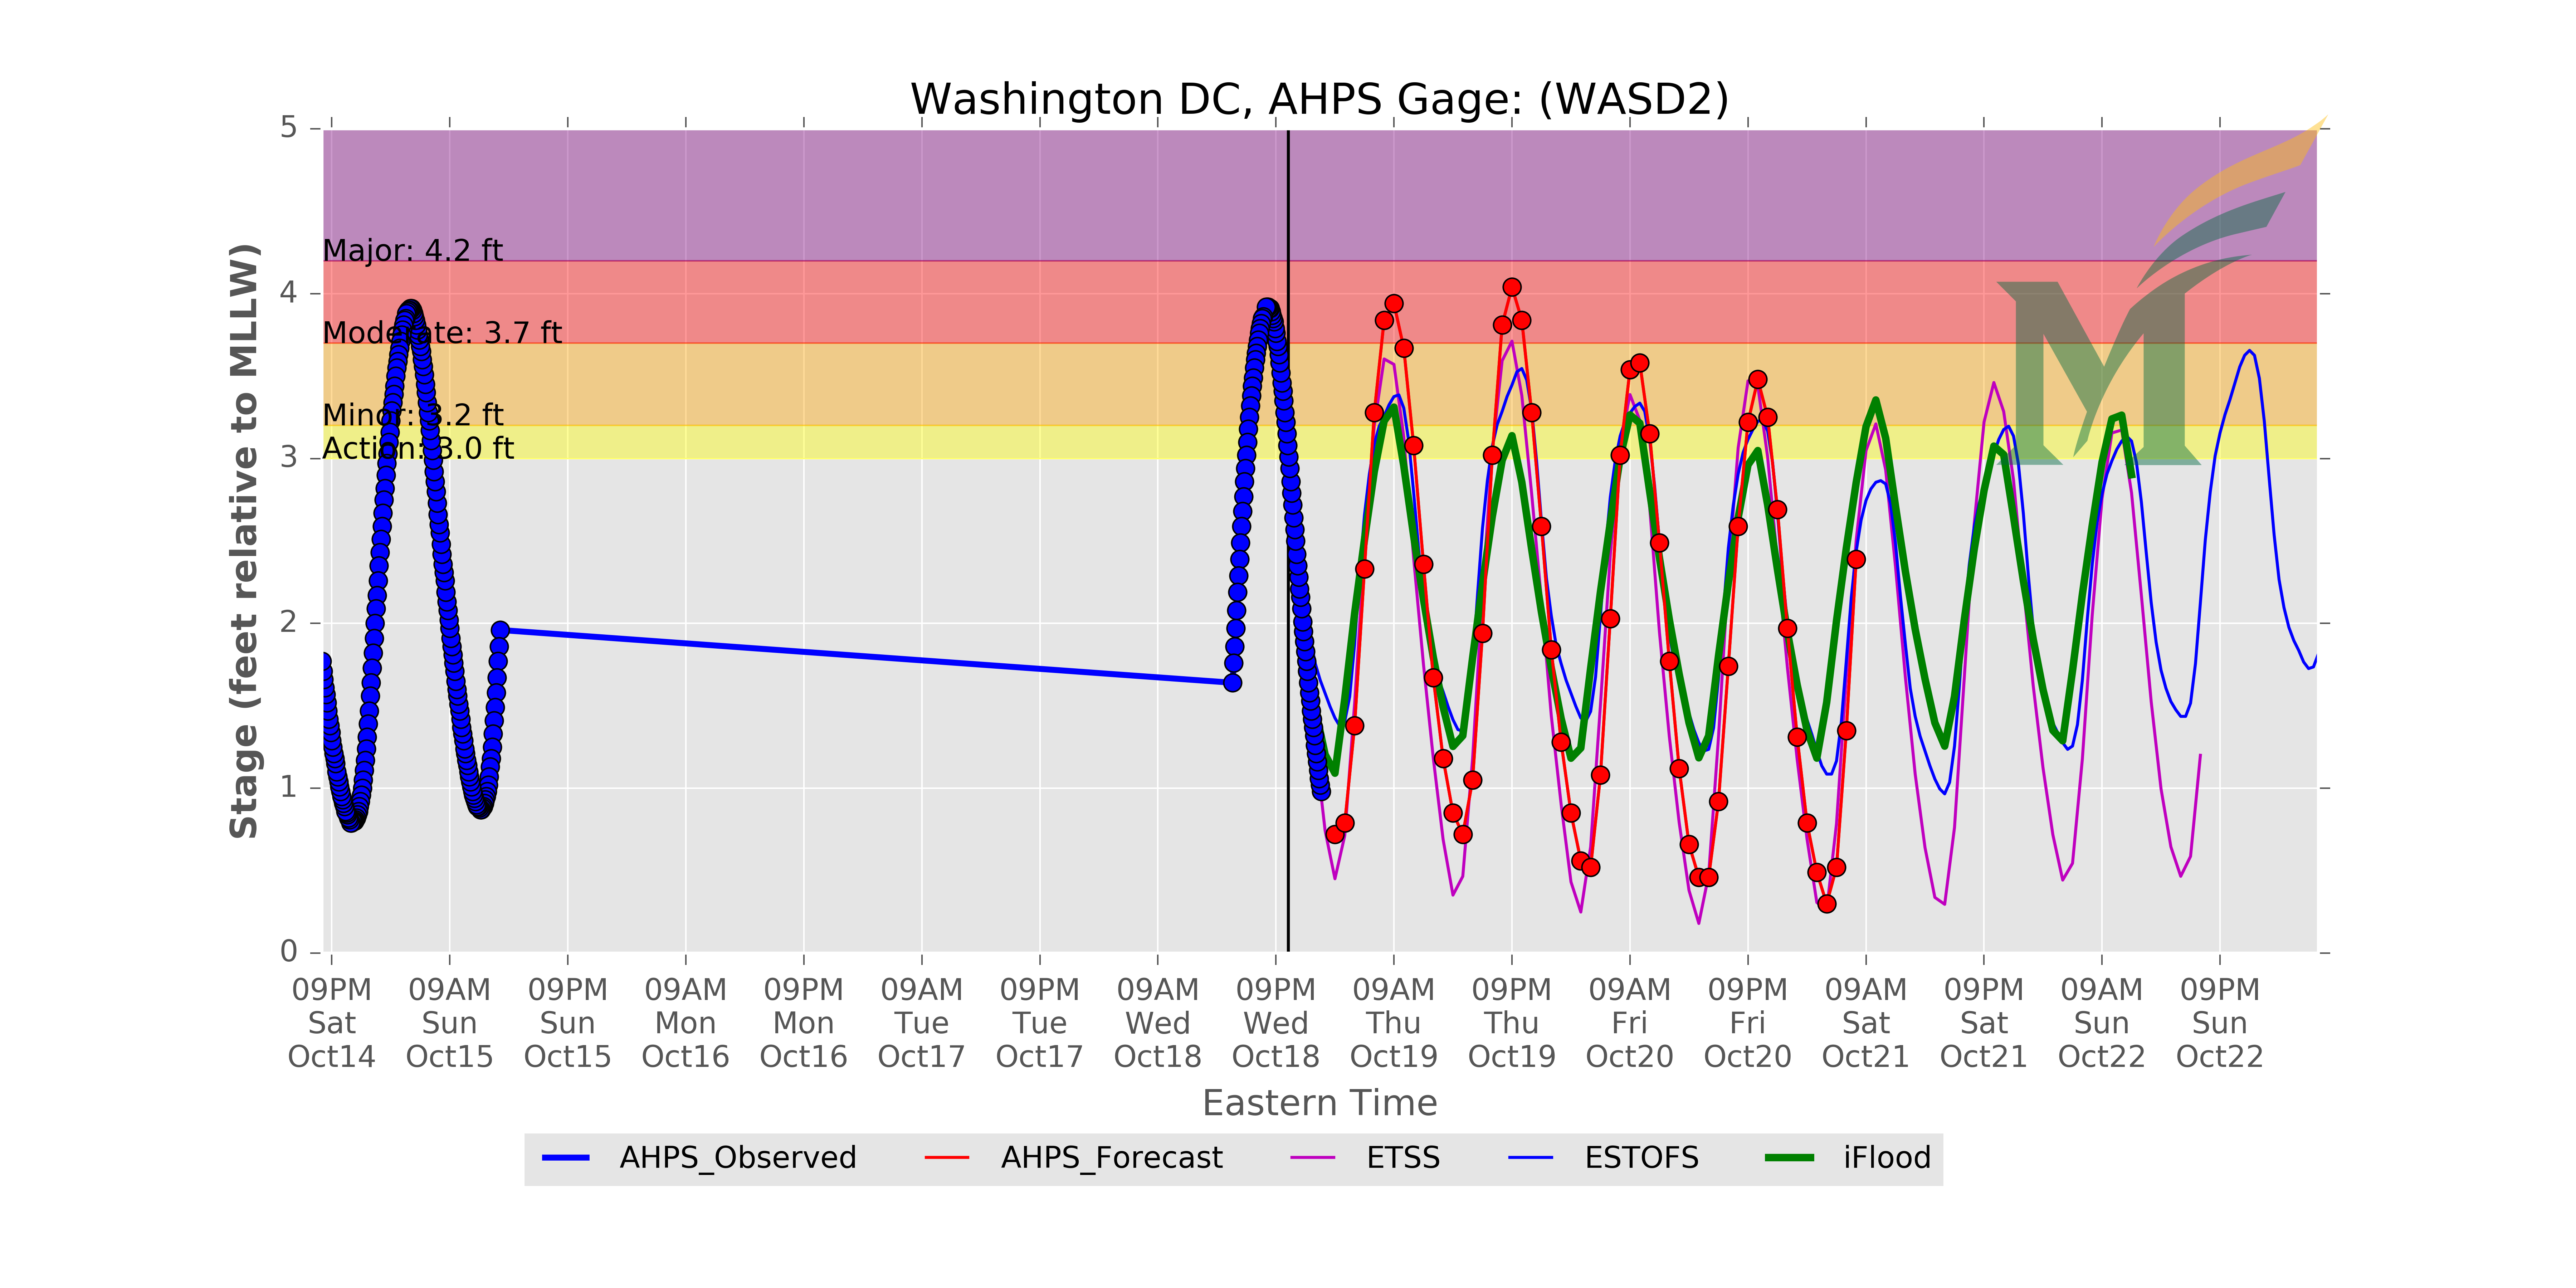 Washington DC, AHPS Gage: (WASD2)
Stage (feet relative to MLLW)
5
4
3
2
1
0
Major: 4.2 ft
Moderate: 3.7 ft
Minor: 3.2 ft
Action: 3.0 ft
M
09PM 09AM 09PM 09AM 09PM 09AM 09PM 09AM 09PM 09AM 09PM 09AM 09PM 09AM 09PM 09AM 09PM
Sat Sun Sun Mon Mon Tue Tue Wed Wed Thu Thu Fri Fri Sat Sat Sun Sun
Oct14 Oct15 Oct15 Oct16 Oct16 Oct17 Oct17 Oct18 Oct18 Oct19 Oct19 Oct20 Oct20 Oct21 Oct21 Oct22 Oct22
Eastern Time
AHPS_Observed AHPS_Forecast ETSS ESTOFS iFlood